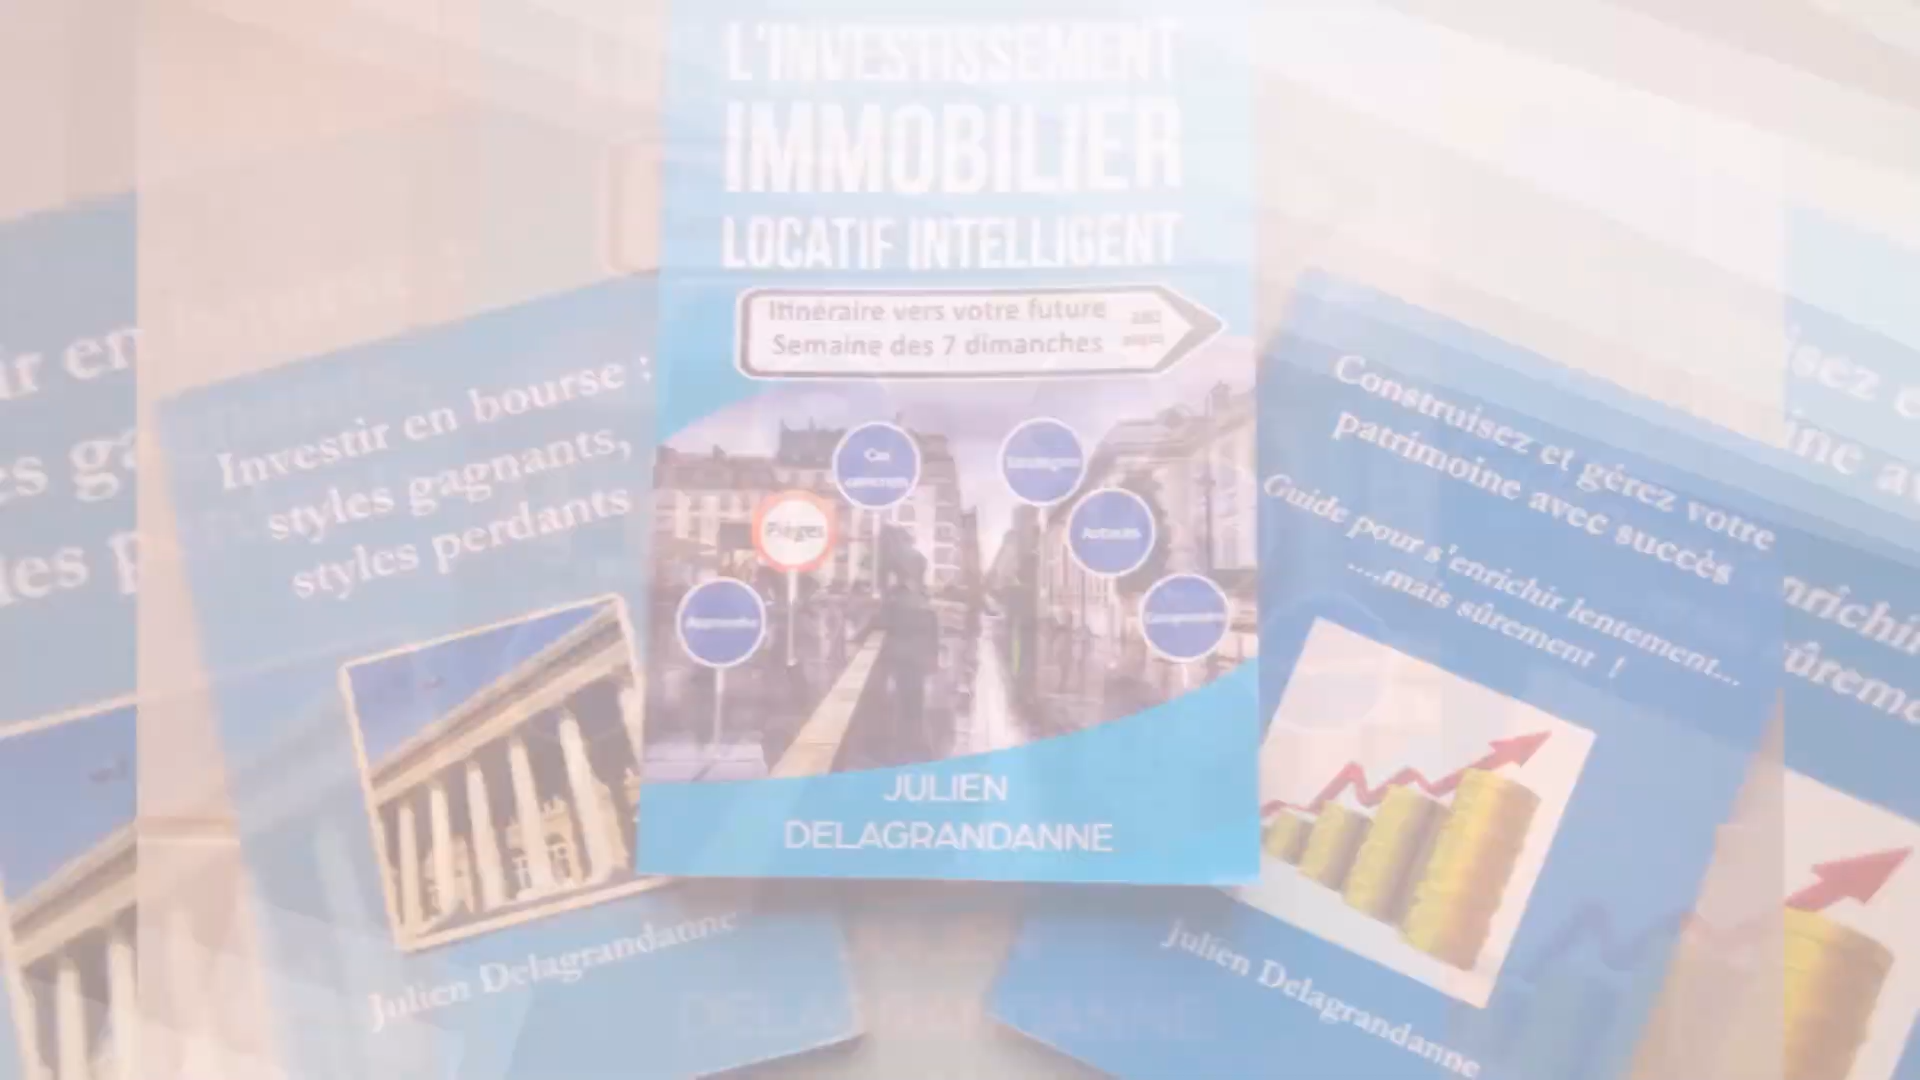 L'INVESTISSEMENT
IMMOBILIER
LOCATIF INTELLIGENT
Itinéraire vers votre future
Semaine des 7 dimanches
Pièges
JULIEN
DELAGRANDANNE
Investir en bourse :
styles gagnants,
styles perdants
Julien Delagrandanne
Construisez et gérez votre
patrimoine avec succès
Guide pour s'enrichir lentement...
....mais sûrement !
Julien Delagrandanne